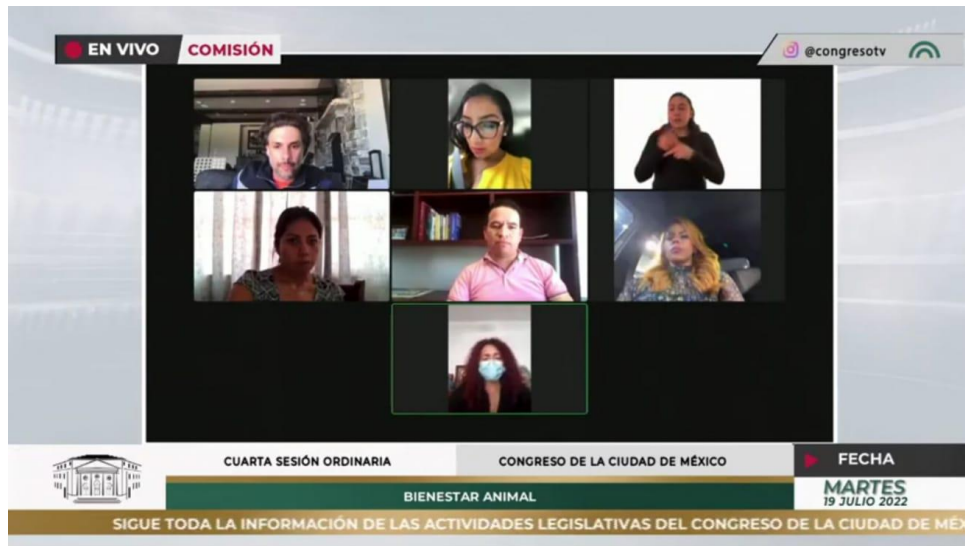 EN VIVO COMISIÓN
@congresotv
CUARTA SESIÓN ORDINARIA
CONGRESO DE LA CIUDAD DE MÉXICO
FECHA
BIENESTAR ANIMAL
MARTES
19 JULIO 2022
SIGUE TODA LA INFORMACIÓN DE LAS ACTIVIDADES LEGISLATIVAS DEL CONGRESO DE LA CIUDAD DE MÉX